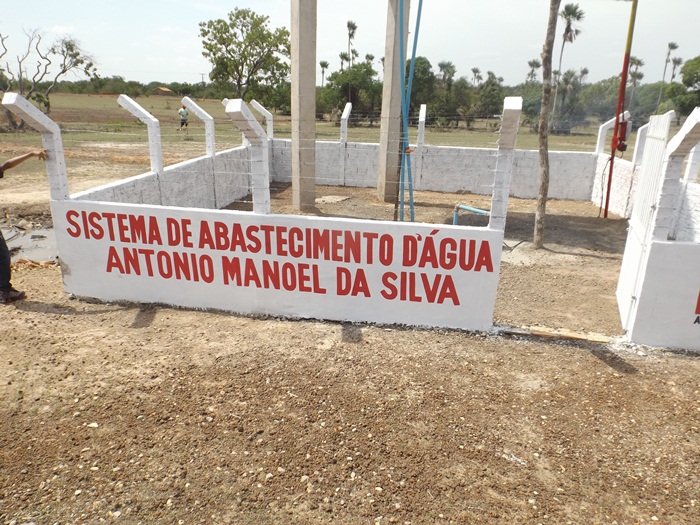 SISTEMA DE ABASTECIMENTO D'ÁGUA
ANTONIO MANOEL DA SILVA